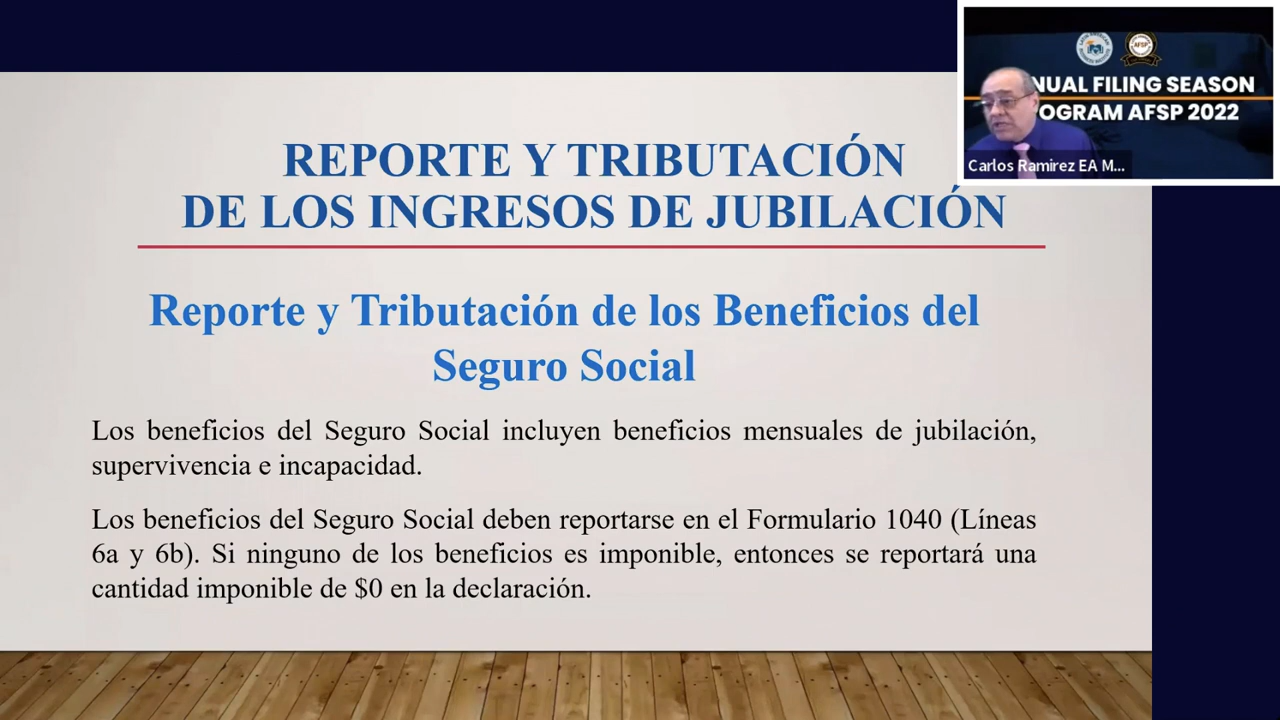 REPORTE Y TRIBUTACIÓN
DE LOS INGRESOS DE JUBILACIÓN
Reporte y Tributación de los Beneficios del
Seguro Social
Los beneficios del Seguro Social incluyen beneficios mensuales de jubilación,
supervivencia e incapacidad.
Los beneficios del Seguro Social deben reportarse en el Formulario 1040 (Líneas
6a y 6b). Si ninguno de los beneficios es imponible, entonces se reportará una
cantidad imponible de $0 en la declaración.
AFSP
NUAL FILING SEASON
OGRAM AFSP 2022
Carlos Ramirez EA M...